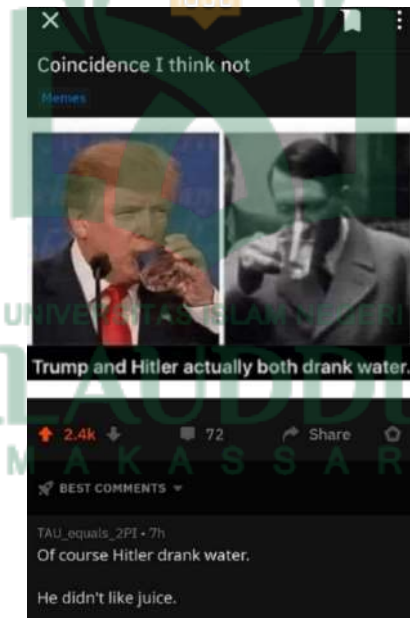 Coincidence I think not
Memes
UNIVERSITAS ISLAM NEGERI
Trump and Hitler actually both drank water.
ALAUDDIN
2.4k
72
Share
MAKASSAR
BEST COMMENTS
TAU_equals_2PI • 7h
Of course Hitler drank water.
He didn't like juice.